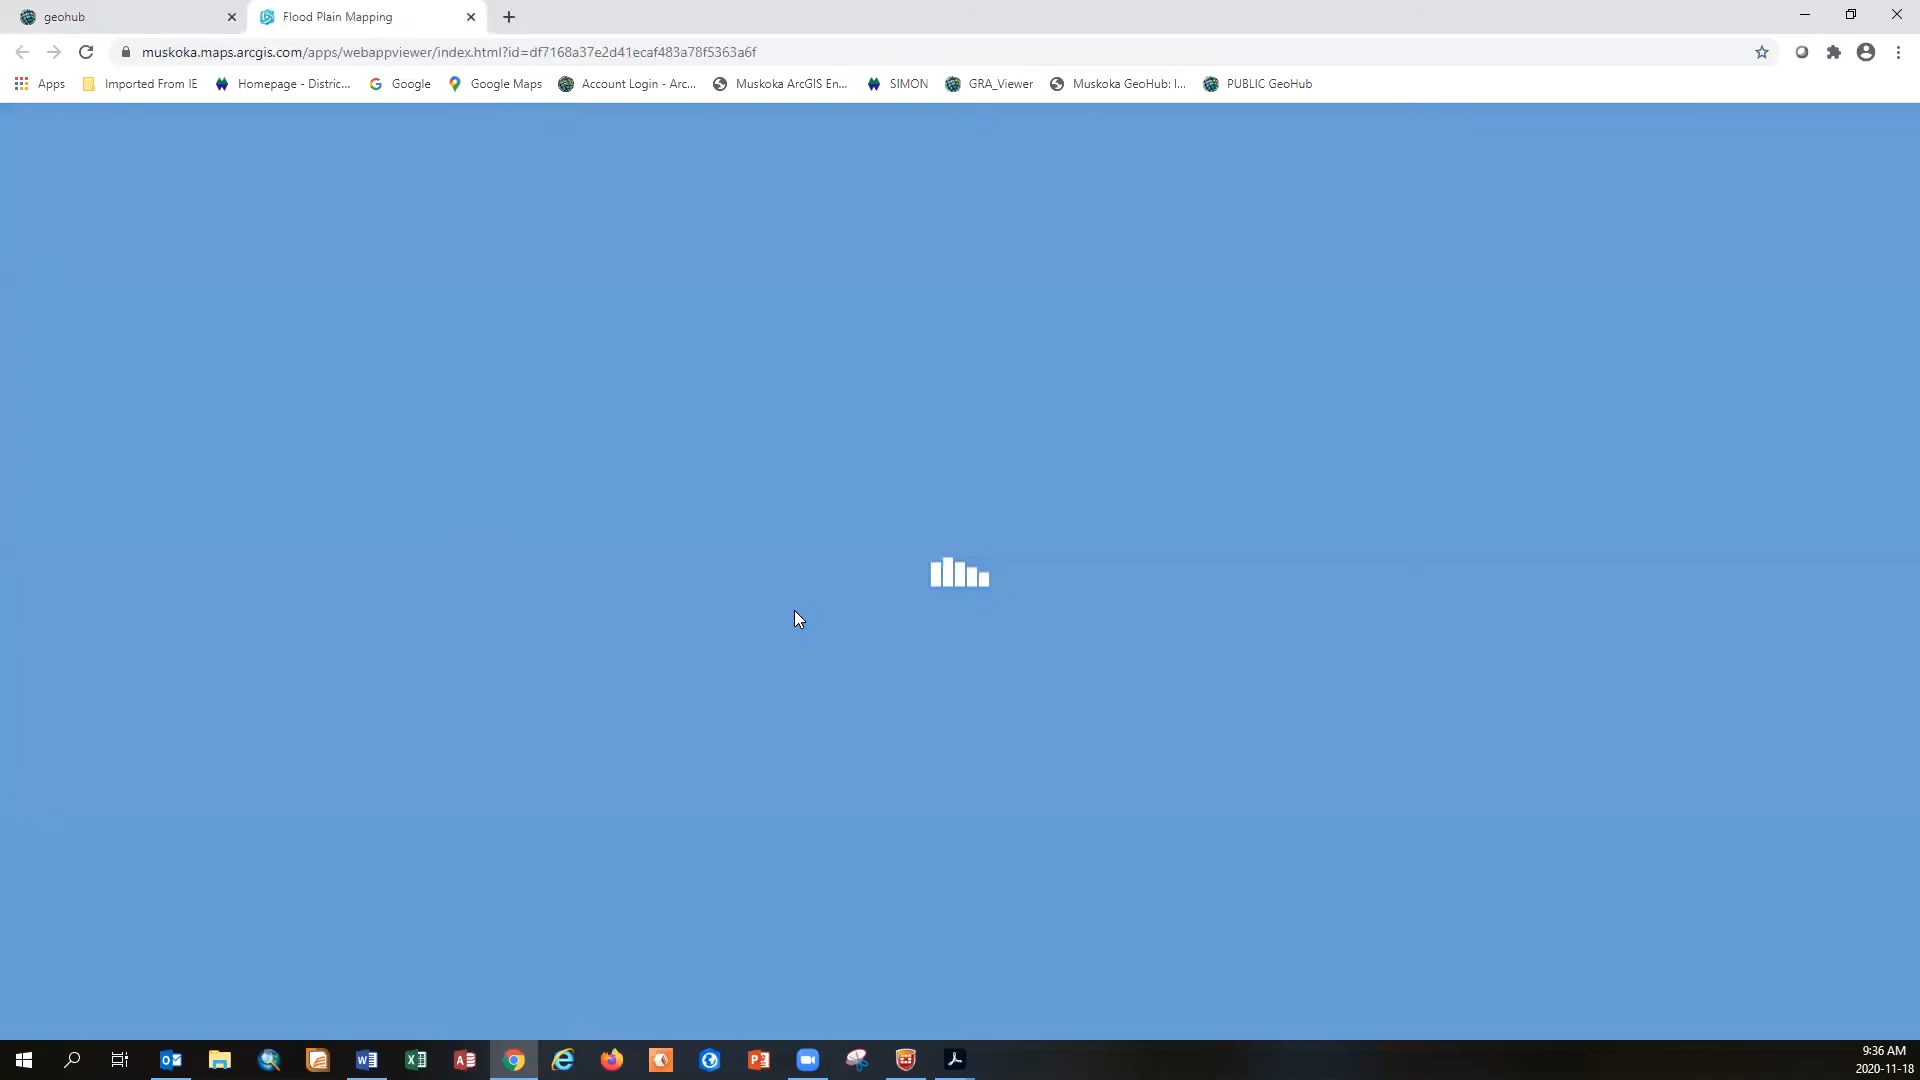 geohub
Flood Plain Mapping
muskoka.maps.arcgis.com/apps/webappviewer/index.html?id=df7168a37e2d41ecaf483a78f5363a6f
Apps Imported From IE Homepage - Distric... Google Google Maps Account Login - Arc... Muskoka ArcGIS En... SIMON GRA_Viewer Muskoka GeoHub: I... PUBLIC GeoHub
9:36 AM
2020-11-18